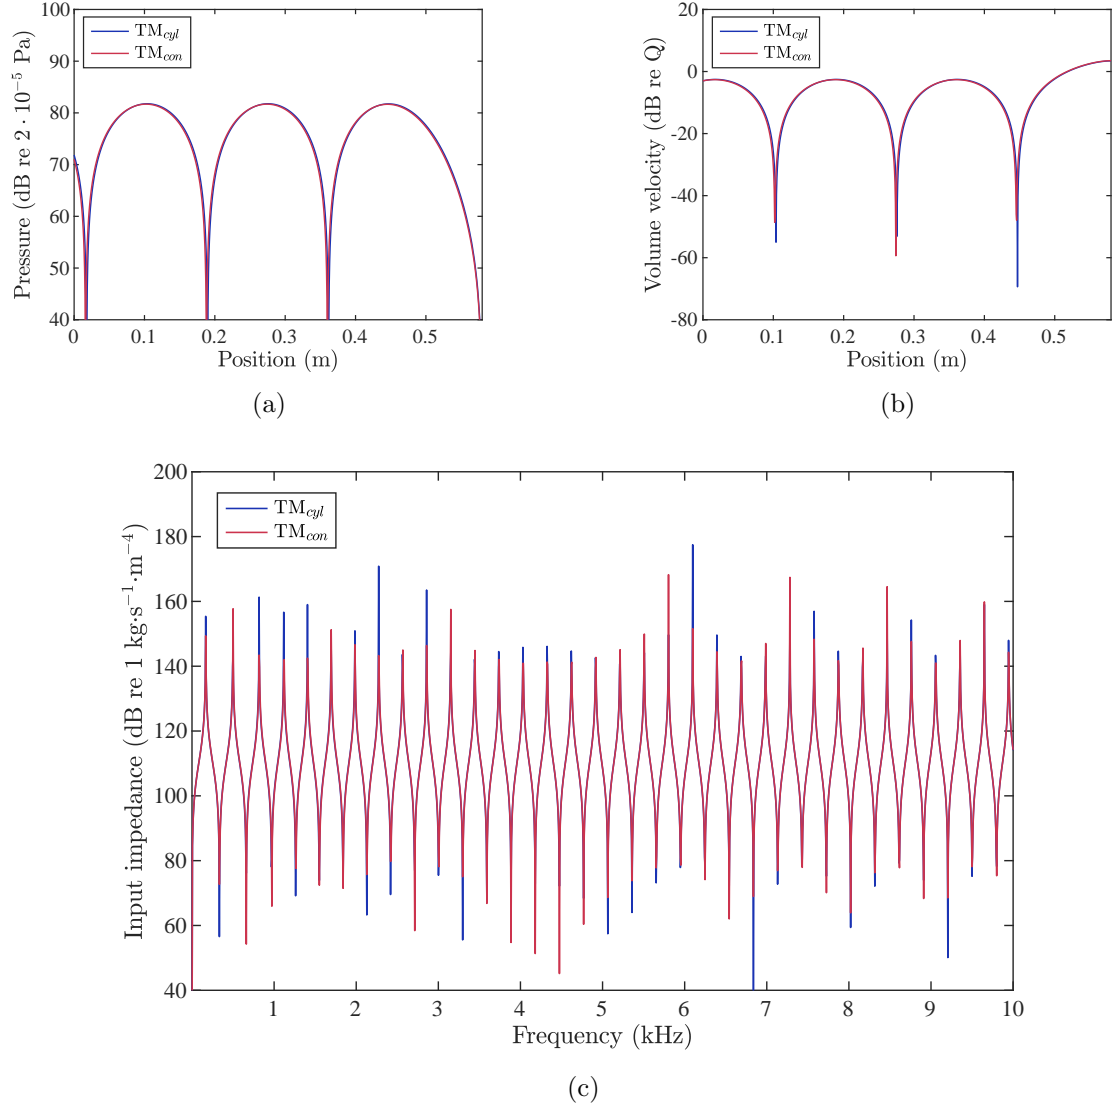 Pressure (dB re 2 · 10⁻⁵ Pa)
100
90
80
70
60
50
40
TM_cyl
TM_con
0 0.1 0.2 0.3 0.4 0.5
Position (m)
(a)
Volume velocity (dB re Q)
20
0
-20
-40
-60
-80
TM_cyl
TM_con
0 0.1 0.2 0.3 0.4 0.5
Position (m)
(b)
Input impedance (dB re 1 kg·s⁻¹·m⁻⁴)
200
180
160
140
120
100
80
60
40
TM_cyl
TM_con
1 2 3 4 5 6 7 8 9 10
Frequency (kHz)
(c)